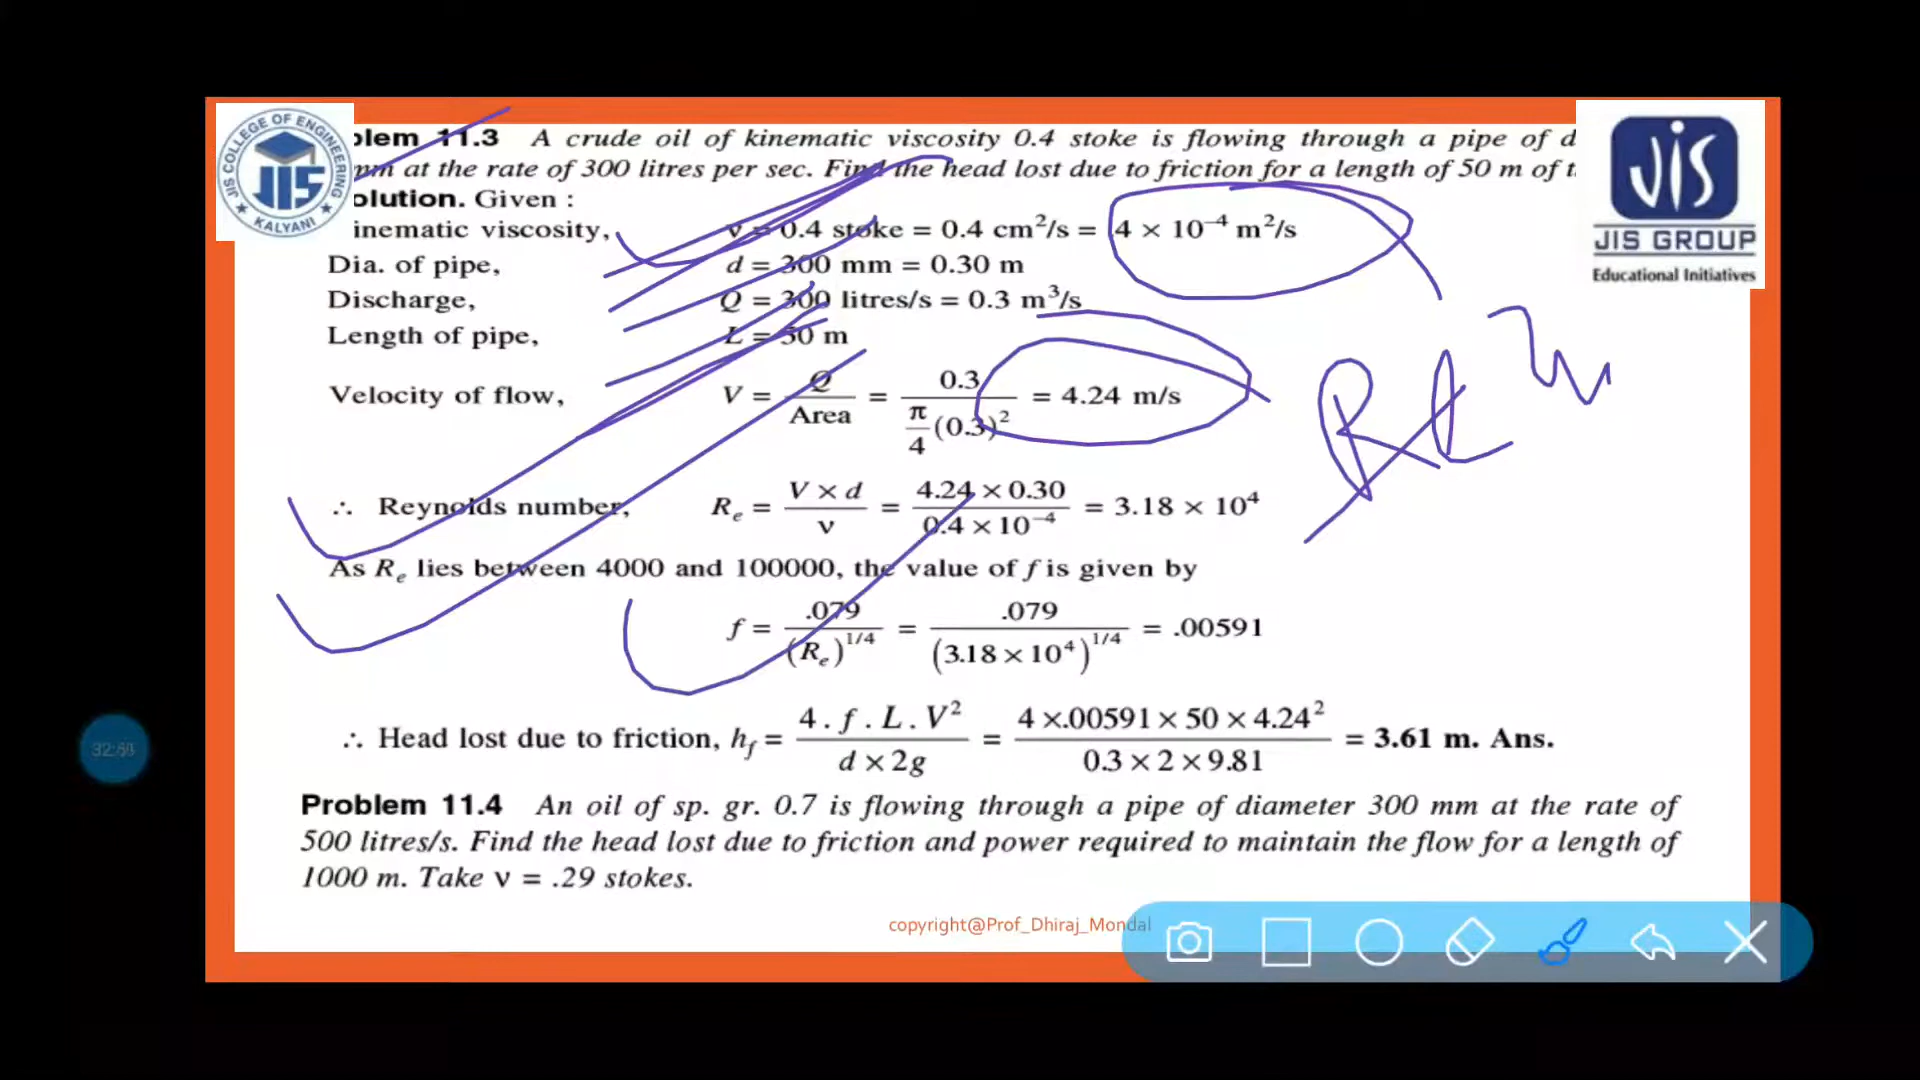 JIS COLLEGE OF ENGINEERING
JIS
KALYANI
blem 11.3 A crude oil of kinematic viscosity 0.4 stoke is flowing through a pipe of d
mm at the rate of 300 litres per sec. Find the head lost due to friction for a length of 50 m of t
olution. Given :
inematic viscosity, ν = 0.4 stoke = 0.4 cm²/s = 4 × 10⁻⁴ m²/s
Dia. of pipe, d = 300 mm = 0.30 m
Discharge, Q = 300 litres/s = 0.3 m³/s
Length of pipe, L = 50 m
Velocity of flow, V = Q / Area = 0.3 / (π/4 (0.3)²) = 4.24 m/s
∴ Reynolds number, Rₑ = V × d / ν = 4.24 × 0.30 / 0.4 × 10⁻⁴ = 3.18 × 10⁴
As Rₑ lies between 4000 and 100000, the value of f is given by
f = .079 / (Rₑ)^1/4 = .079 / (3.18 × 10⁴)^1/4 = .00591
∴ Head lost due to friction, h_f = 4 . f . L . V² / d × 2g = 4 ×.00591 × 50 × 4.24² / 0.3 × 2 × 9.81 = 3.61 m. Ans.
Problem 11.4 An oil of sp. gr. 0.7 is flowing through a pipe of diameter 300 mm at the rate of
500 litres/s. Find the head lost due to friction and power required to maintain the flow for a length of
1000 m. Take ν = .29 stokes.
copyright@Prof_Dhiraj_Mondal
JIS
JIS GROUP
Educational Initiatives